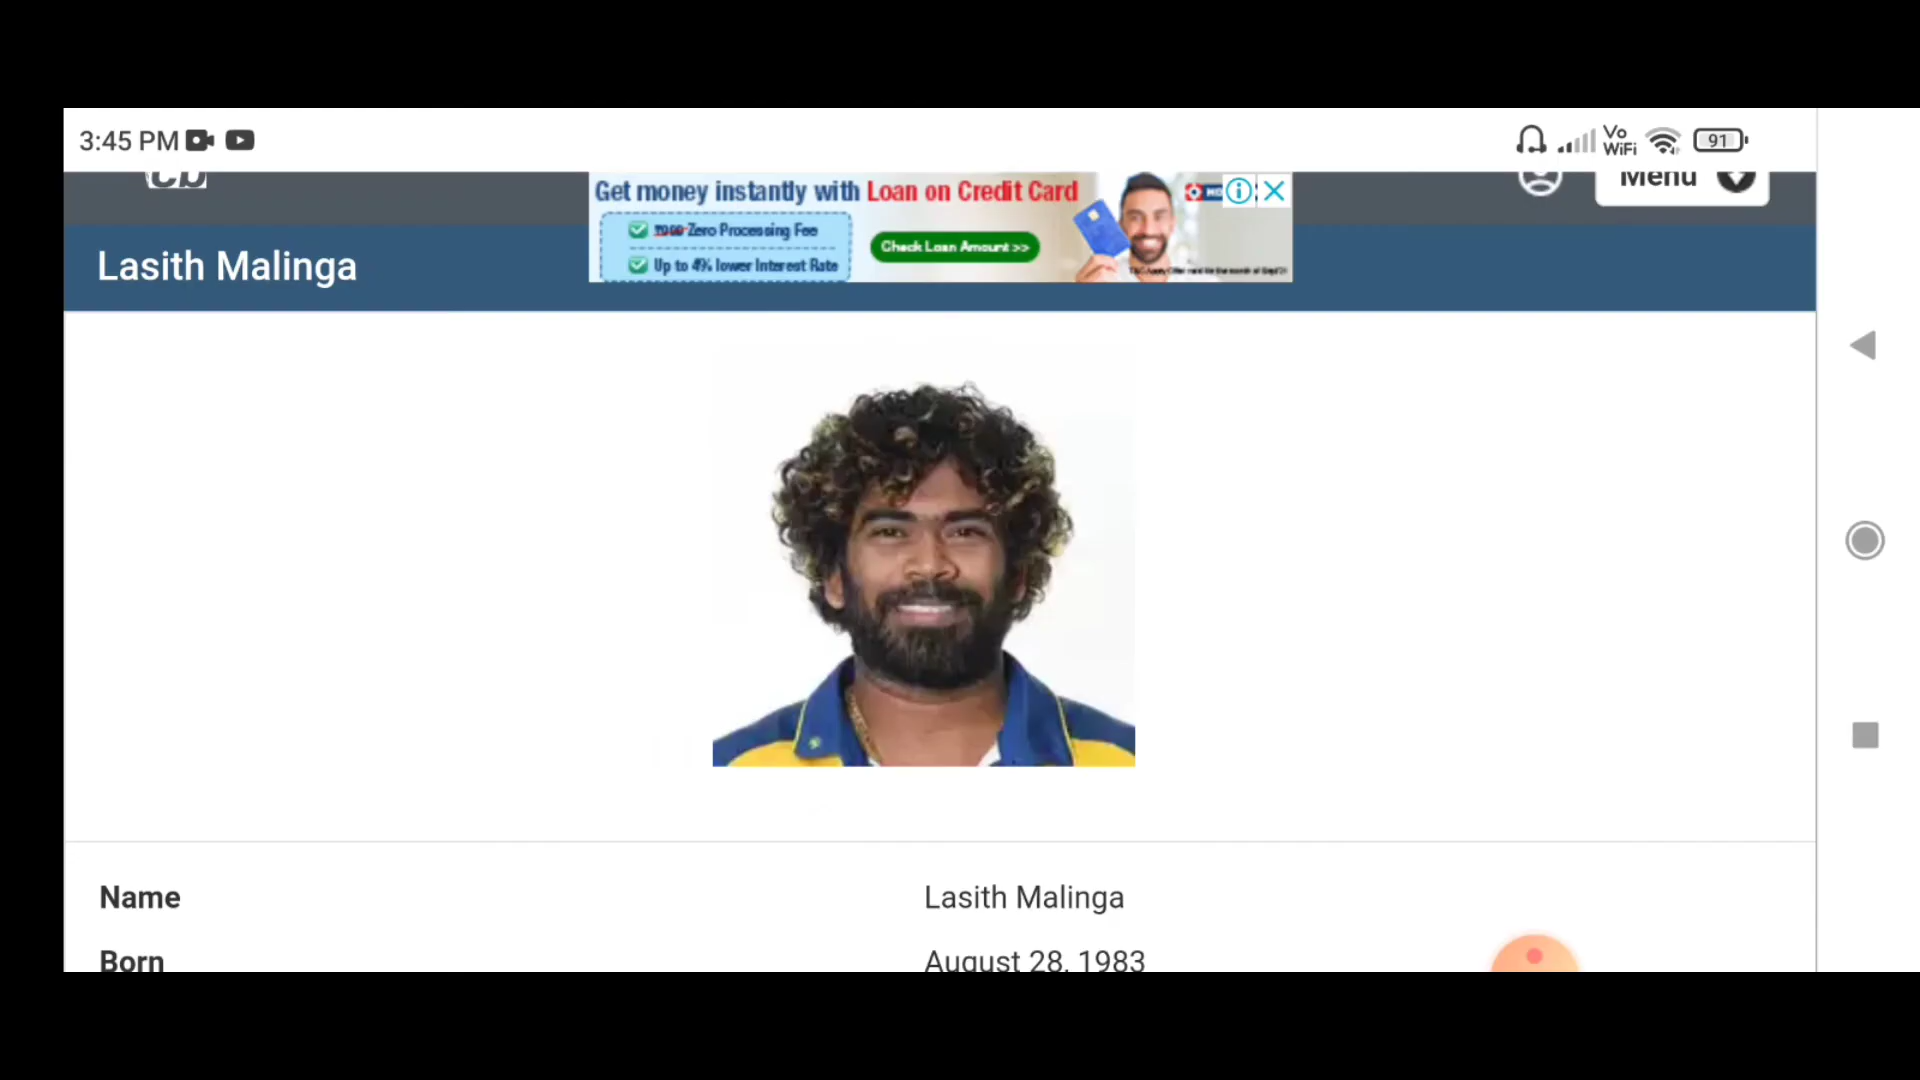 3:45 PM
Vo
WiFi
91
cb
Menu
Get money instantly with Loan on Credit Card
Zero Processing Fee
Up to 4% lower Interest Rate
Check Loan Amount >>
Lasith Malinga
Name Lasith Malinga
Born August 28, 1983